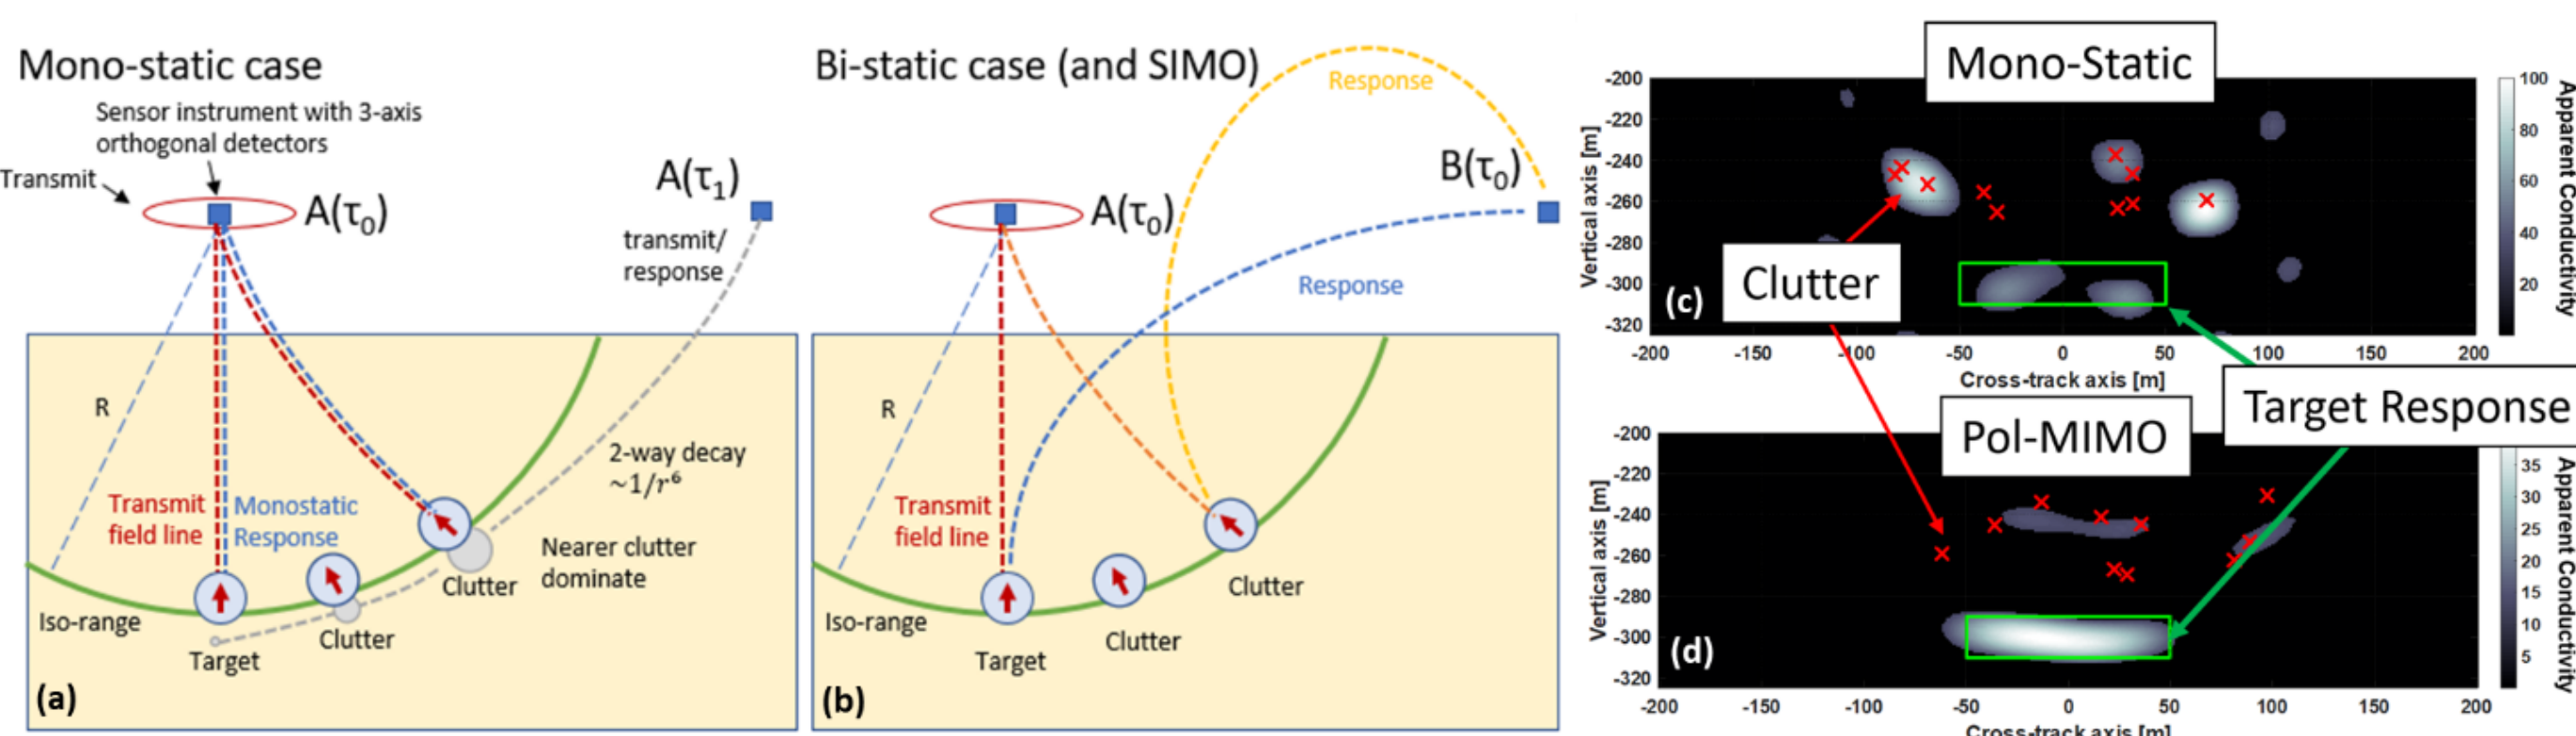 Mono-static case
Sensor instrument with 3-axis
orthogonal detectors
Transmit
A(τ0)
A(τ1)
transmit/
response
R
2-way decay
~1/r⁶
Transmit
field line
Monostatic
Response
Nearer clutter
dominate
Clutter
Iso-range
Clutter
Target
(a)
Bi-static case (and SIMO)
Response
B(τ0)
A(τ0)
Response
R
Transmit
field line
Clutter
Iso-range
Clutter
Target
(b)
Mono-Static
-200
-220
-240
-260
-280
-300
-320
Vertical axis [m]
100
80
60
40
20
Apparent Conductivity
Clutter
(c)
-200
-150
-100
-50
0
50
100
150
200
Cross-track axis [m]
Target Response
Pol-MIMO
-200
-220
-240
-260
-280
-300
-320
Vertical axis [m]
35
30
25
20
15
10
5
Apparent Conductivity
(d)
-200
-150
-100
-50
0
50
100
150
200
Cross-track axis [m]